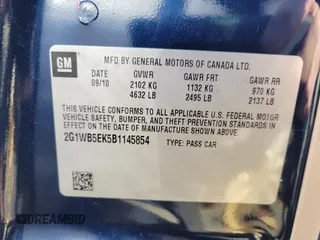 GM
MFD BY GENERAL MOTORS OF CANADA LTD.
DATE GVWR GAWR FRT GAWR RR
09/10 2102 KG 1132 KG 970 KG
4632 LB 2495 LB 2137 LB
THIS VEHICLE CONFORMS TO ALL APPLICABLE U.S. FEDERAL MOTOR
VEHICLE SAFETY, BUMPER, AND THEFT PREVENTION STANDARDS IN EFFECT ON THE DATE
OF MANUFACTURE SHOWN ABOVE.
2G1WB5EK5B1145854 TYPE: PASS CAR
DREAMBID